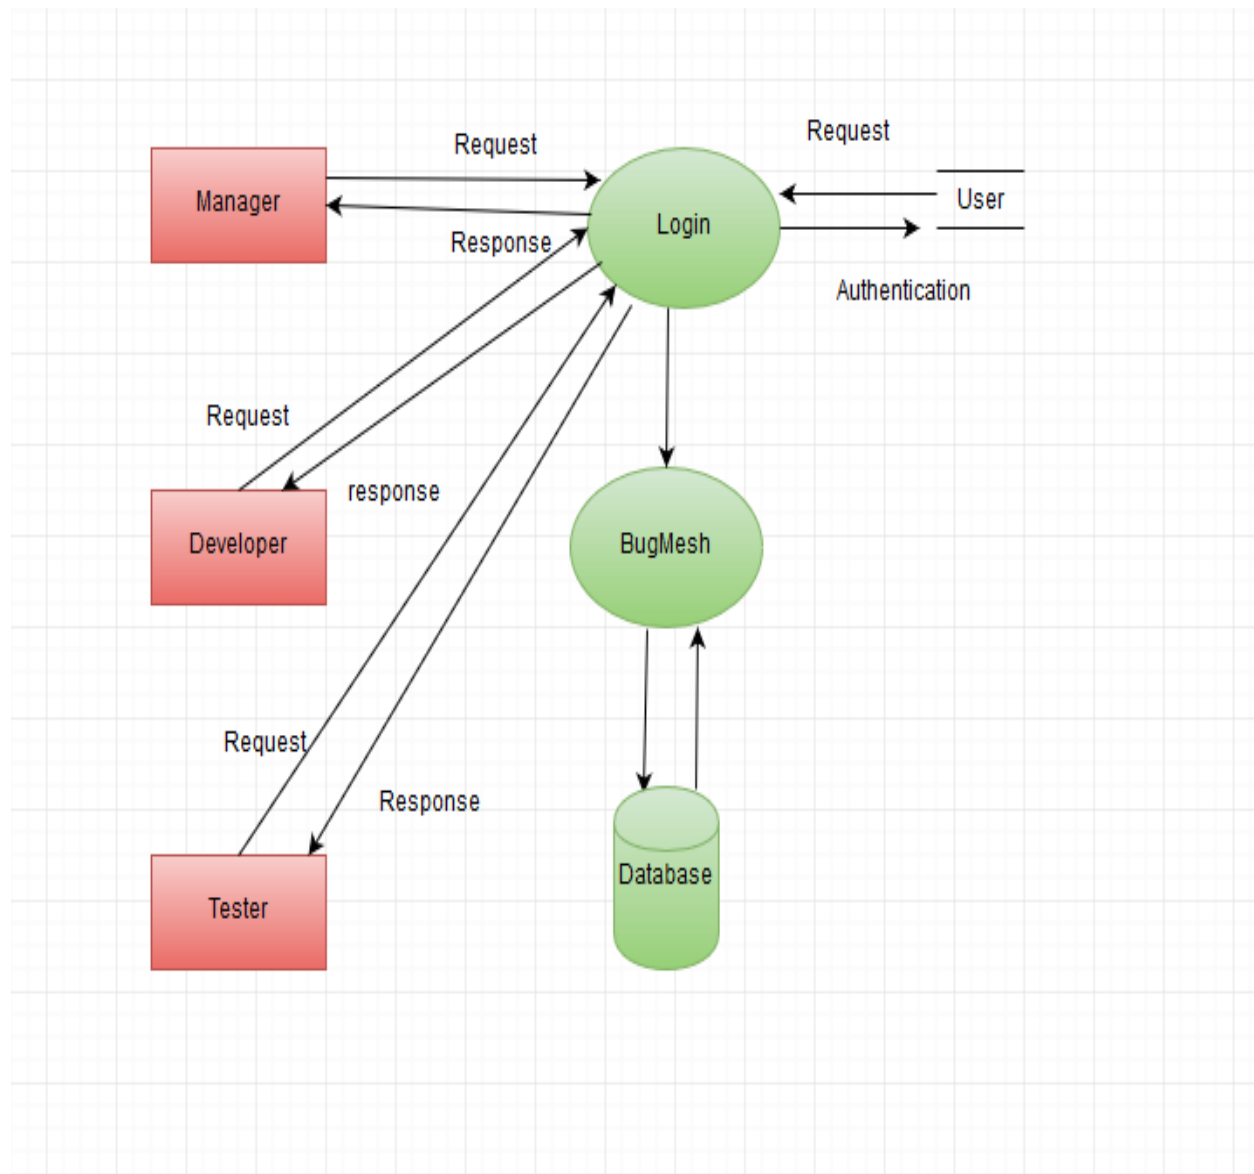 Request
Request
Manager
User
Login
Response
Authentication
Request
response
Developer
BugMesh
Request
Response
Database
Tester